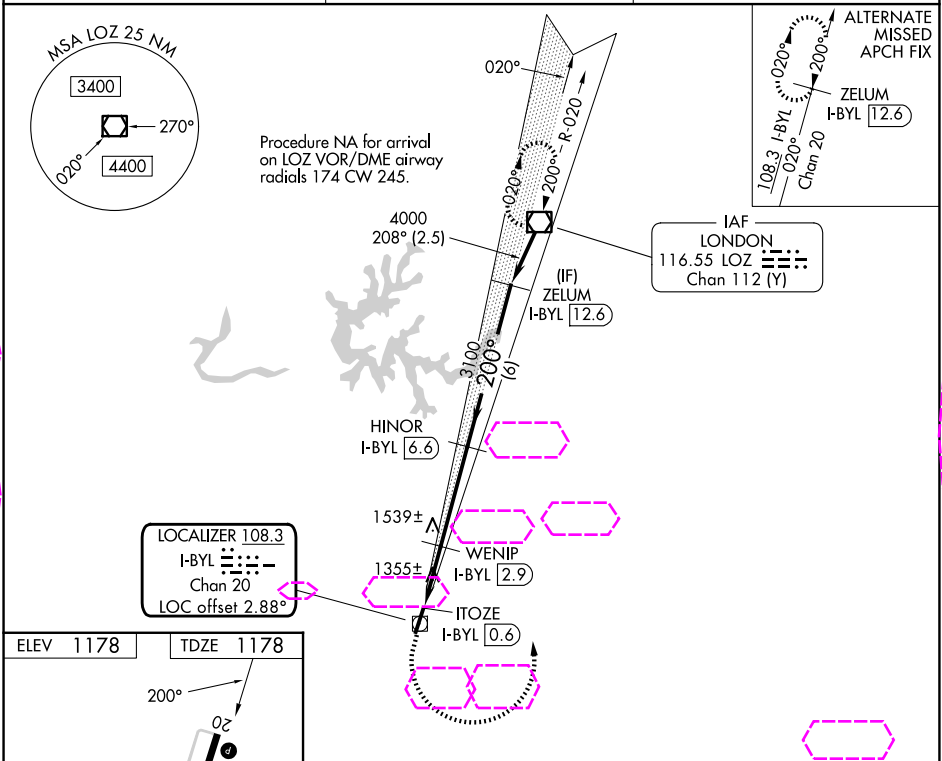 MSA LOZ 25 NM
3400
270°
020°
4400
Procedure NA for arrival
on LOZ VOR/DME airway
radials 174 CW 245.
020°
R-020
020°
200°
4000
208° (2.5)
ALTERNATE
MISSED
APCH FIX
020°
200°
ZELUM
I-BYL 12.6
108.3 I-BYL
020°
Chan 20
IAF
LONDON
116.55 LOZ
Chan 112 (Y)
(IF)
ZELUM
I-BYL 12.6
3100
200°
(6)
HINOR
I-BYL 6.6
1539±
WENIP
I-BYL 2.9
1355±
ITOZE
I-BYL 0.6
LOCALIZER 108.3
I-BYL
Chan 20
LOC offset 2.88°
ELEV 1178
TDZE 1178
200°
20
P